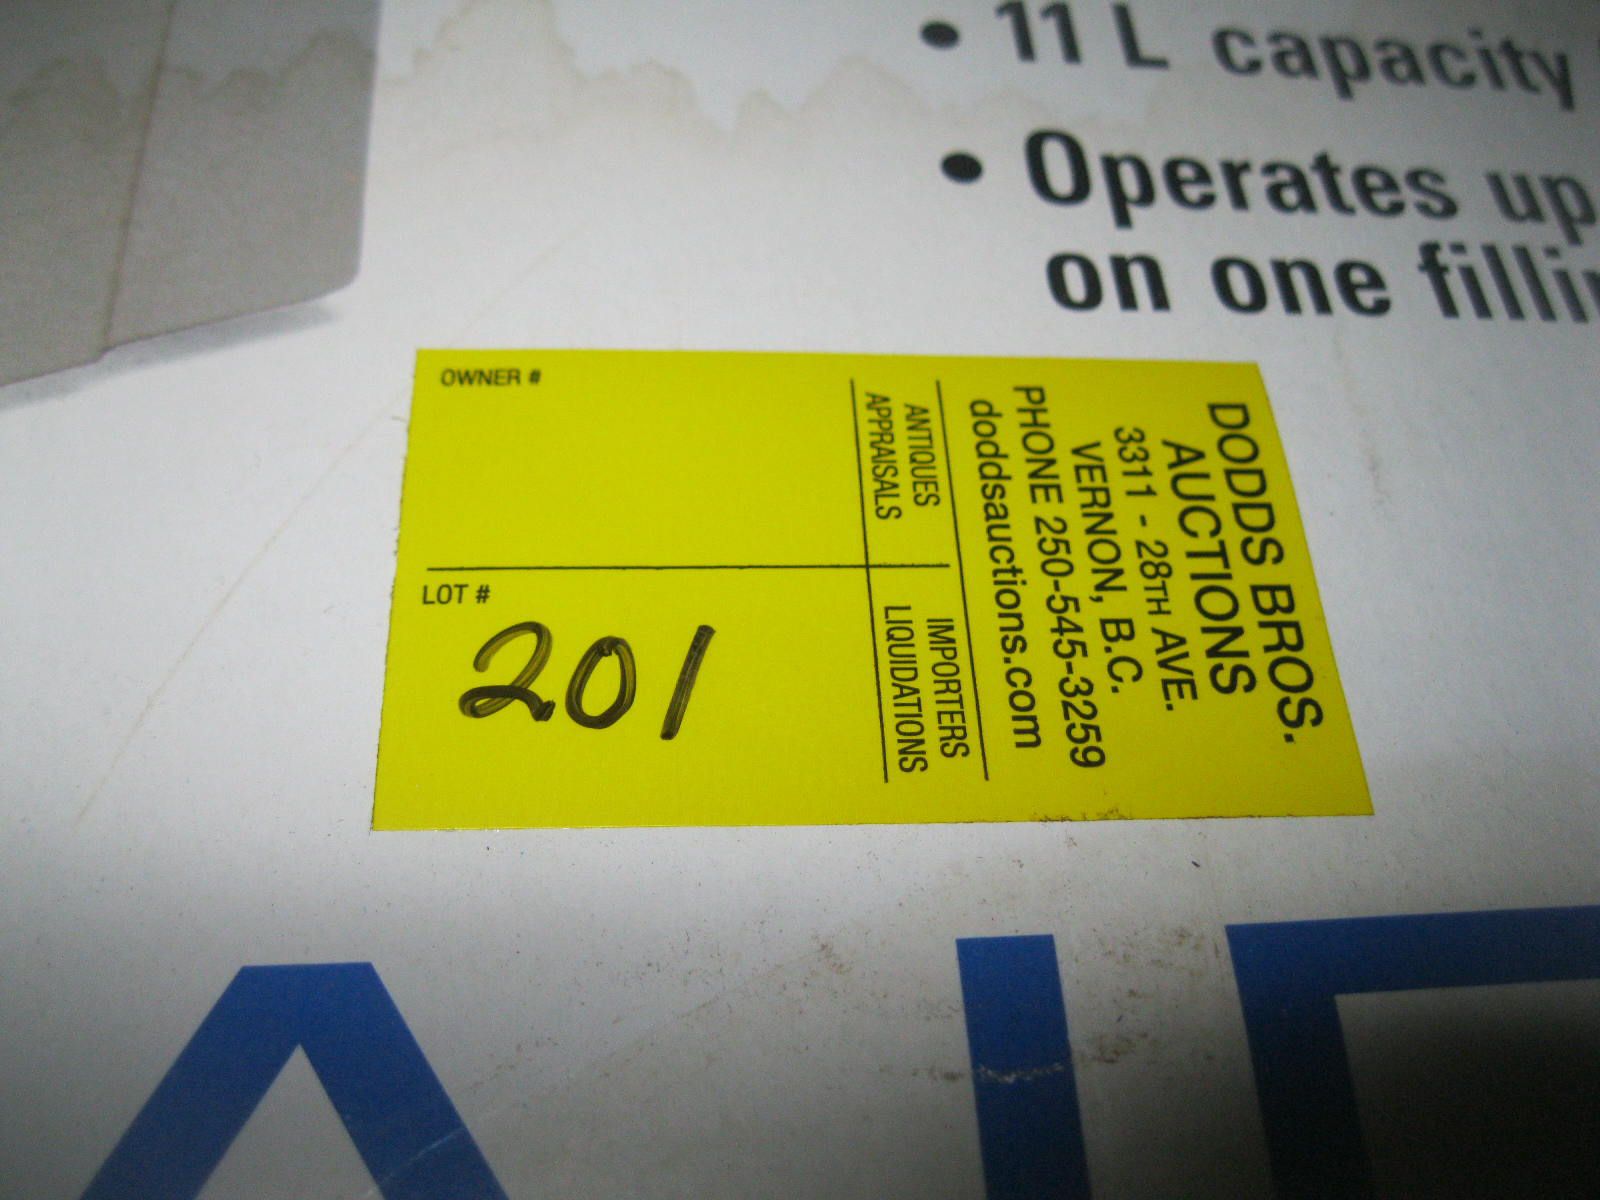 • 11 L capacity
• Operates up
on one
OWNER #
LOT #
201
DODDS BROS.
AUCTIONS
3311 - 28TH AVE.
VERNON, B.C.
PHONE 250-545-3259
doddsauctions.com
ANTIQUES IMPORTERS
APPRAISALS LIQUIDATIONS